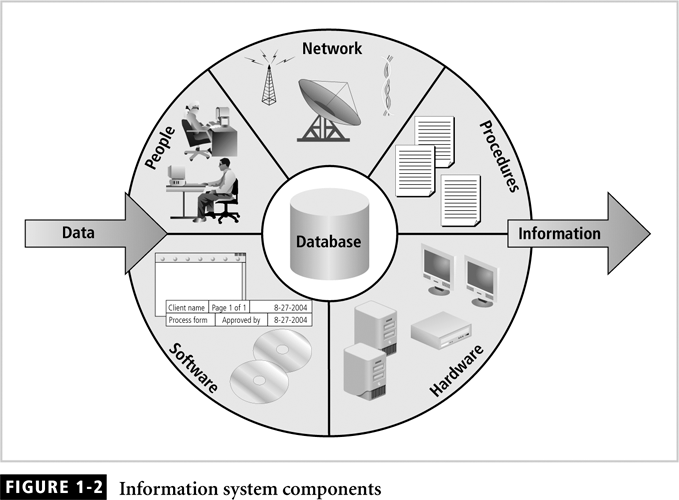 Network
People
Procedures
Data
Database
Information
Client name Page 1 of 1 8-27-2004
Process form Approved by 8-27-2004
Software
Hardware
FIGURE 1-2 Information system components